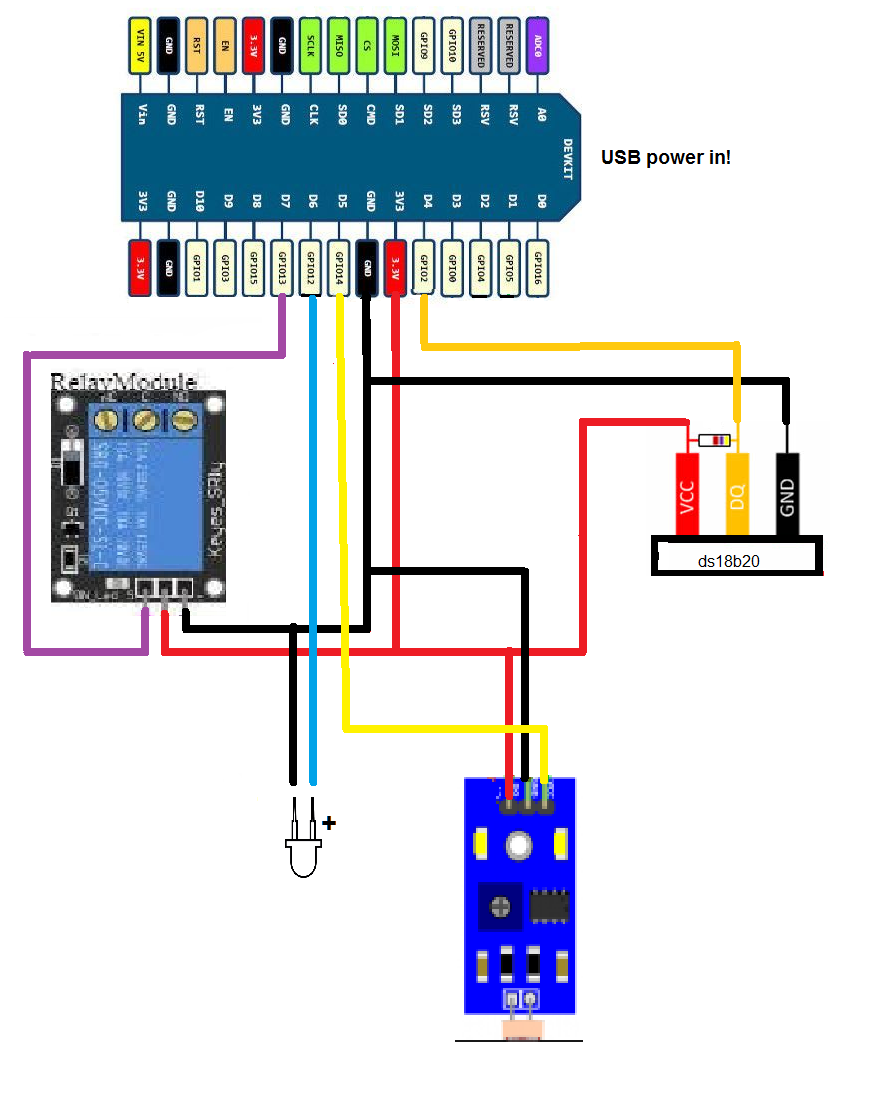 VIN 5V
GND
RST
EN
3.3V
GND
SCLK
MISO
CS
MOSI
GPIO9
GPIO10
RESERVED
RESERVED
ADC0
Vin
GND
RST
EN
3V3
GND
CLK
SD0
CMD
SD1
SD2
SD3
RSV
RSV
A0
DEVKIT
USB power in!
3V3
GND
D10
D9
D8
D7
D6
D5
GND
3V3
D4
D3
D2
D1
D0
3.3V
GND
GPIO1
GPIO3
GPIO15
GPIO13
GPIO12
GPIO14
GND
3.3V
GPIO2
GPIO0
GPIO4
GPIO5
GPIO16
RelayModule
Keyes_SRly
VCC
DQ
GND
ds18b20
+